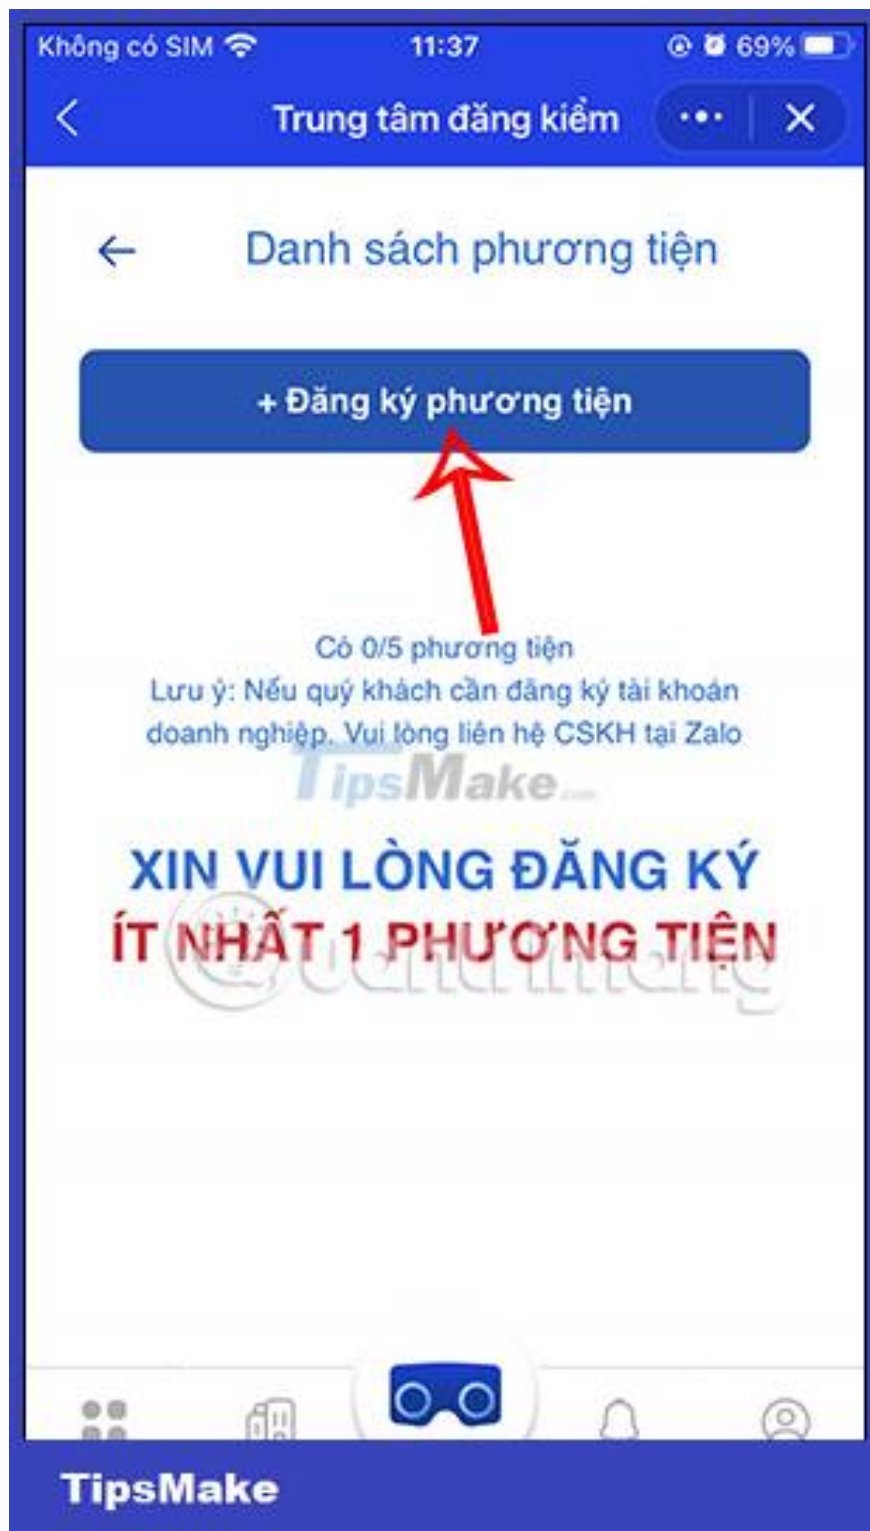 Không có SIM 11:37 69%
Trung tâm đăng kiểm
Danh sách phương tiện
+ Đăng ký phương tiện
Có 0/5 phương tiện
Lưu ý: Nếu quý khách cần đăng ký tài khoản
doanh nghiệp. Vui lòng liên hệ CSKH tại Zalo
TipsMake.com
XIN VUI LÒNG ĐĂNG KÝ
ÍT NHẤT 1 PHƯƠNG TIỆN
Quantrimang
TipsMake